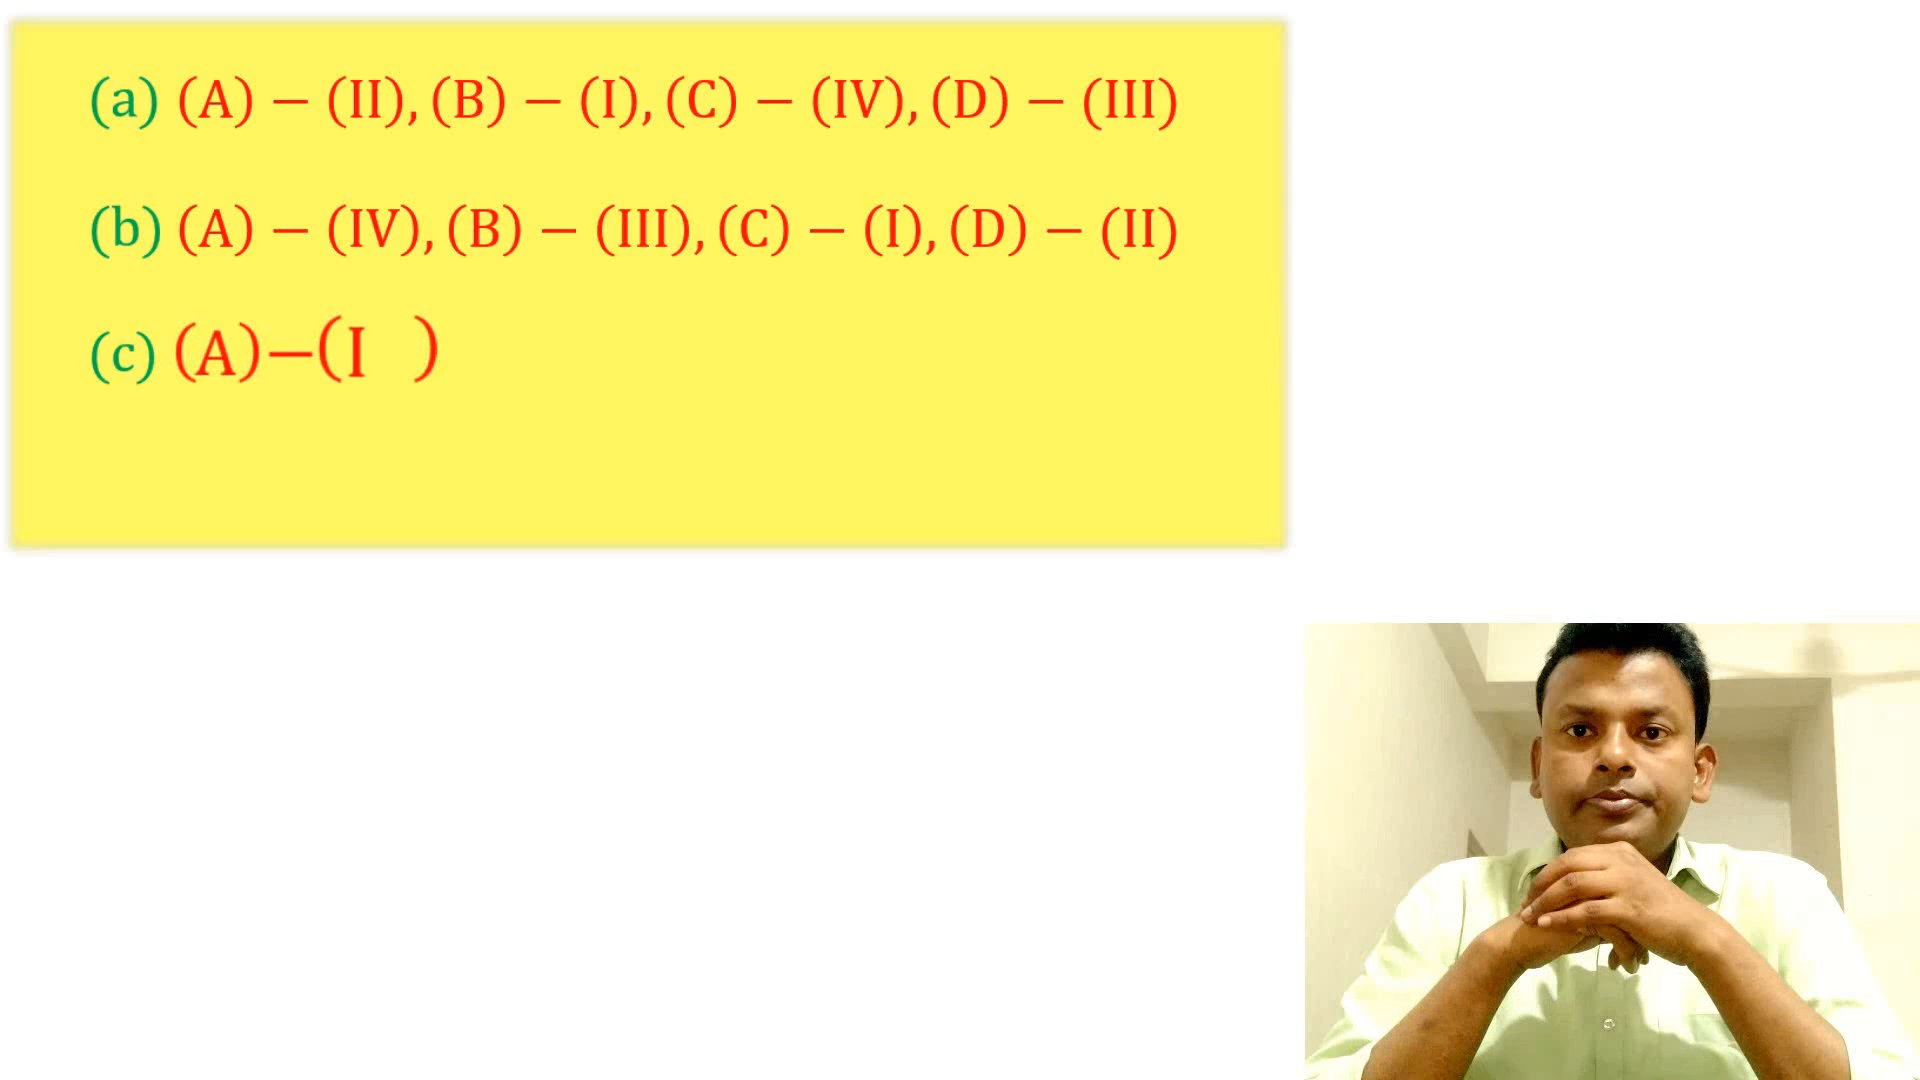 (a) (A) − (II), (B) − (I), (C) − (IV), (D) − (III)
(b) (A) − (IV), (B) − (III), (C) − (I), (D) − (II)
(c) (A)−(I )